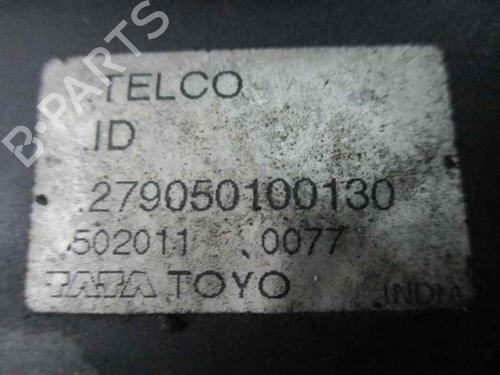 .TELCO
.ID
.279050100130
502011 .0077
TATA TOYO INDIA
B-PARTS